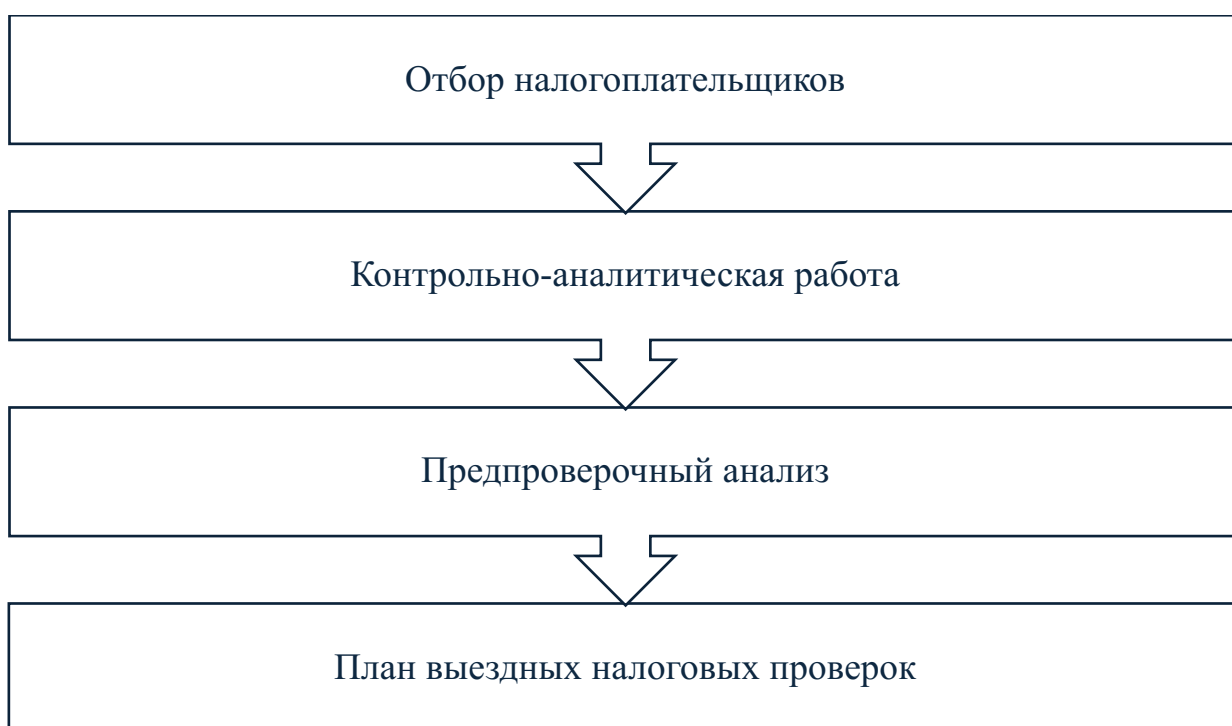 Отбор налогоплательщиков
Контрольно-аналитическая работа
Предпроверочный анализ
План выездных налоговых проверок